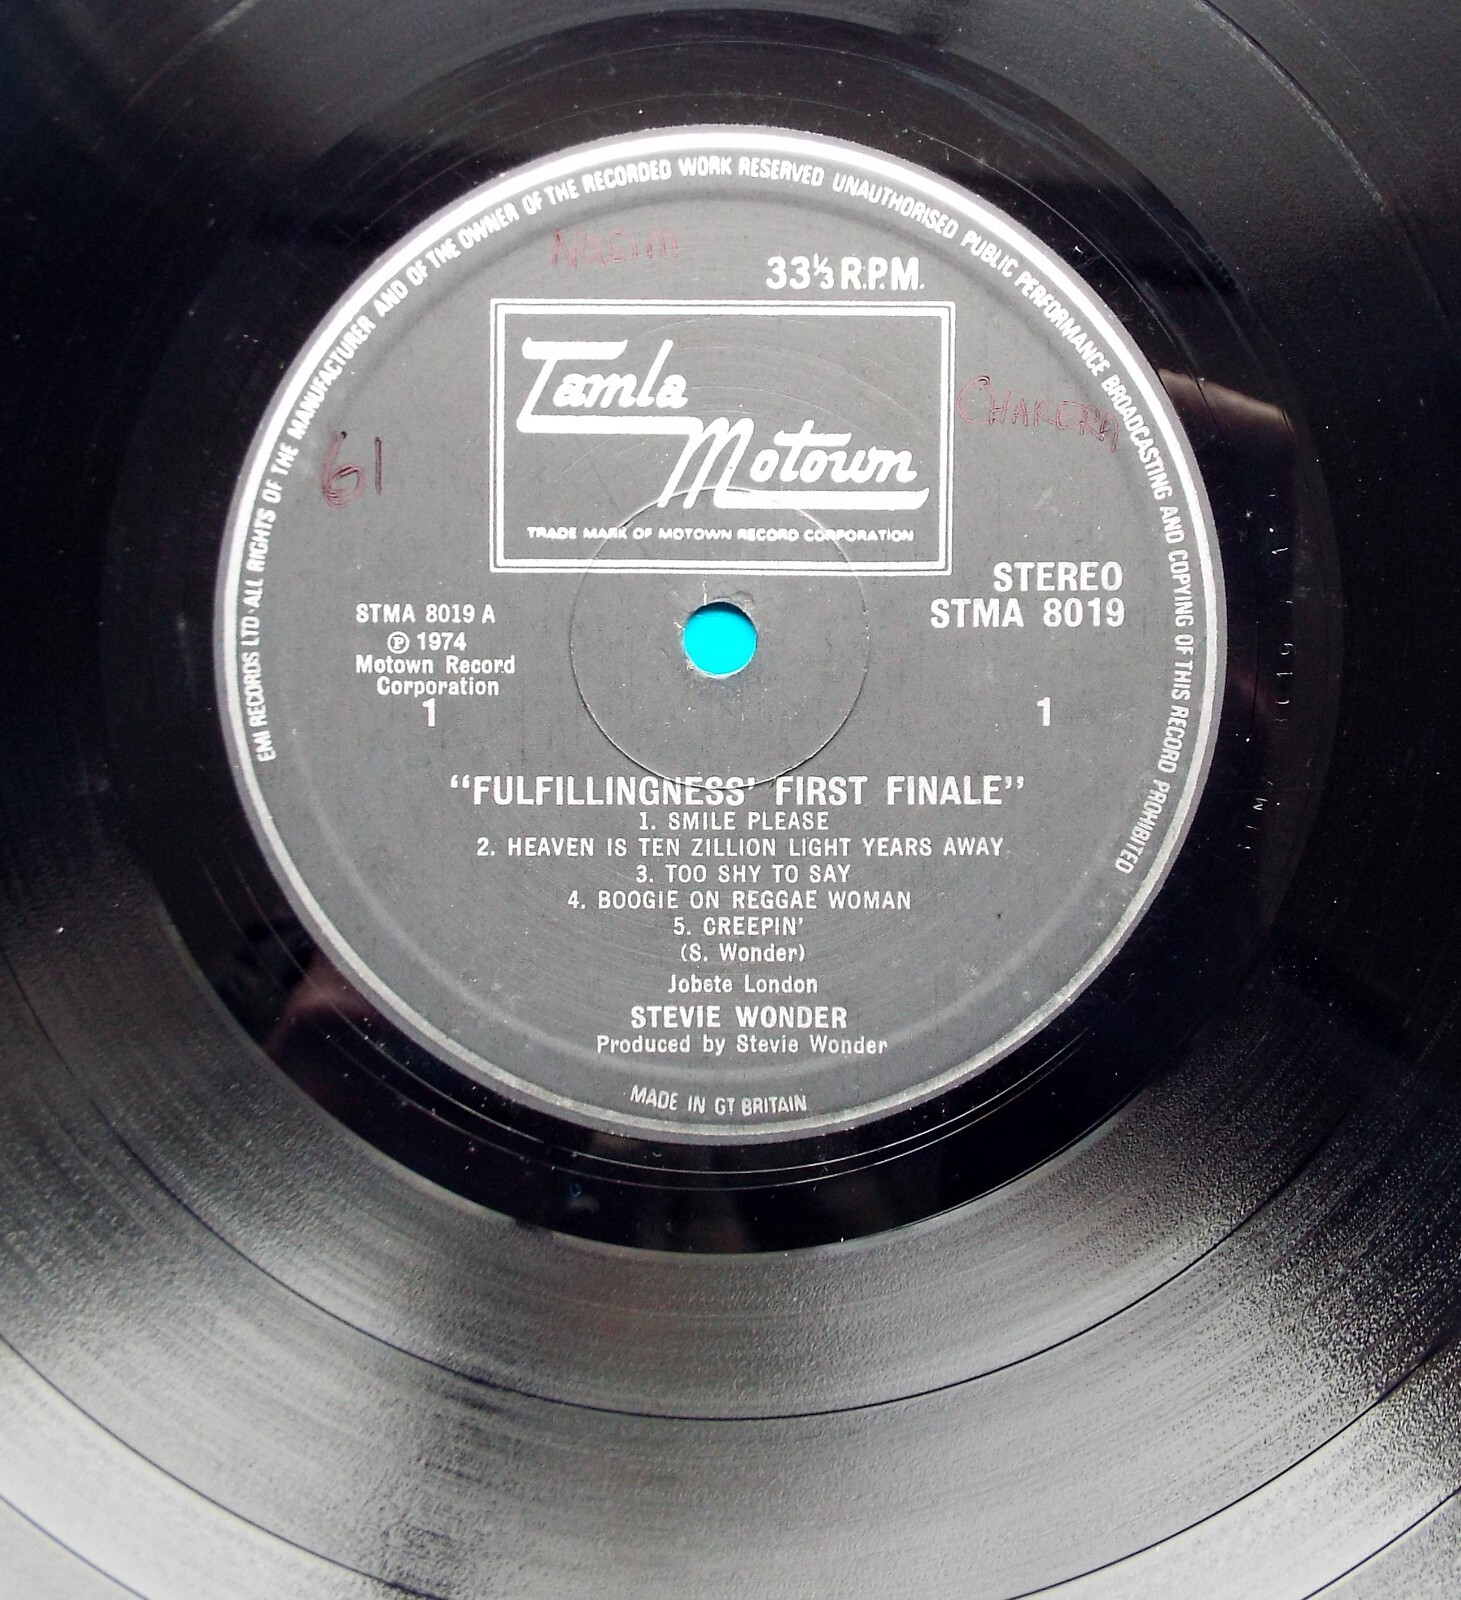 EMI RECORDS LTD·ALL RIGHTS OF THE MANUFACTURER AND OF THE OWNER OF THE RECORDED WORK RESERVED UNAUTHORISED PUBLIC PERFORMANCE BROADCASTING AND COPYING OF THIS RECORD PROHIBITED
33⅓ R.P.M.
Tamla
Motown
TRADE MARK OF MOTOWN RECORD CORPORATION
61
STEREO
STMA 8019
STMA 8019 A
℗ 1974
Motown Record
Corporation
1
1
“FULFILLINGNESS' FIRST FINALE”
1. SMILE PLEASE
2. HEAVEN IS TEN ZILLION LIGHT YEARS AWAY
3. TOO SHY TO SAY
4. BOOGIE ON REGGAE WOMAN
5. CREEPIN'
(S. Wonder)
Jobete London
STEVIE WONDER
Produced by Stevie Wonder
MADE IN GT BRITAIN